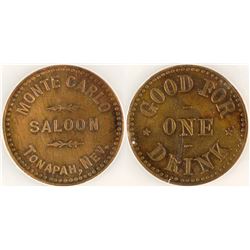 MONTE CARLO
SALOON
TONAPAH, NEV.
GOOD FOR
ONE
DRINK